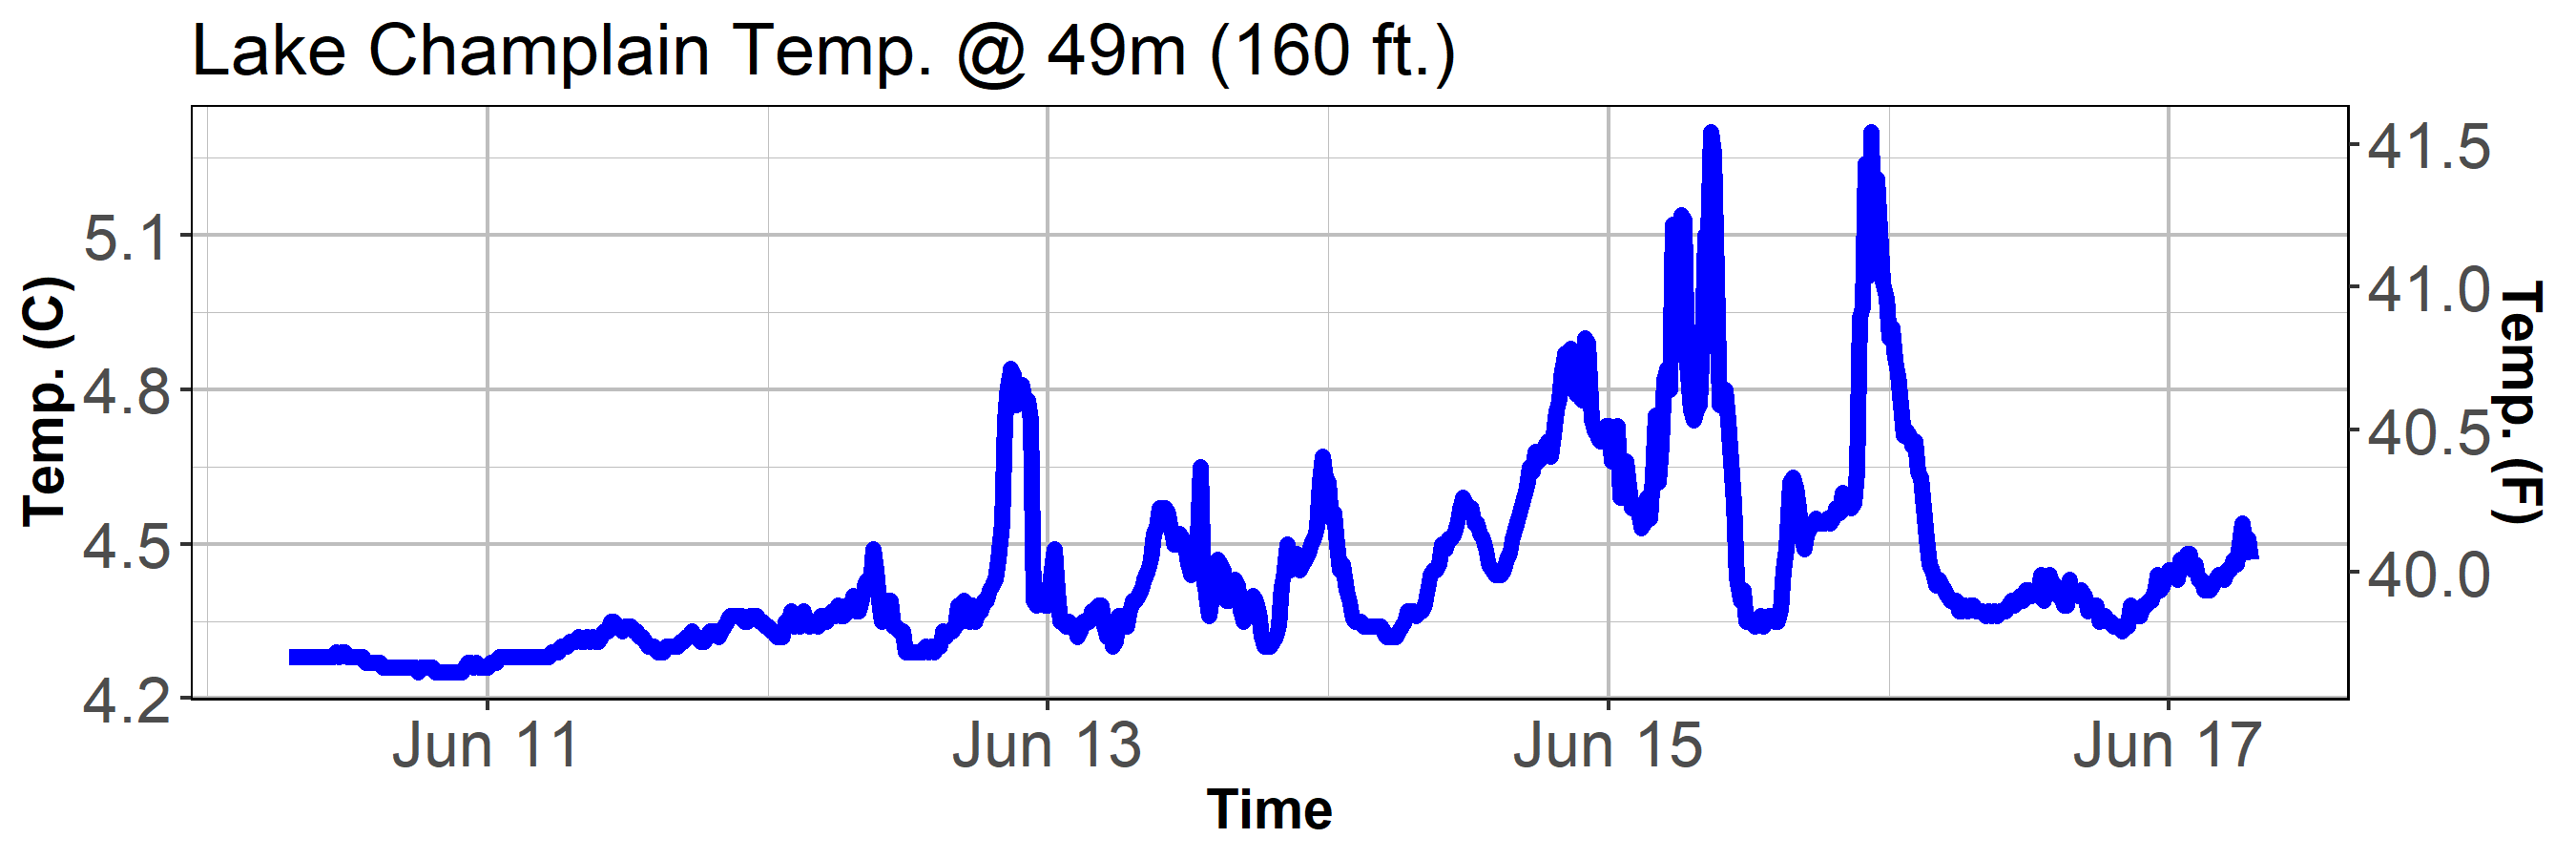 Lake Champlain Temp. @ 49m (160 ft.)
Temp. (C)
5.1
4.8
4.5
4.2
41.5
41.0
40.5
40.0
Temp. (F)
Jun 11 Jun 13 Jun 15 Jun 17
Time